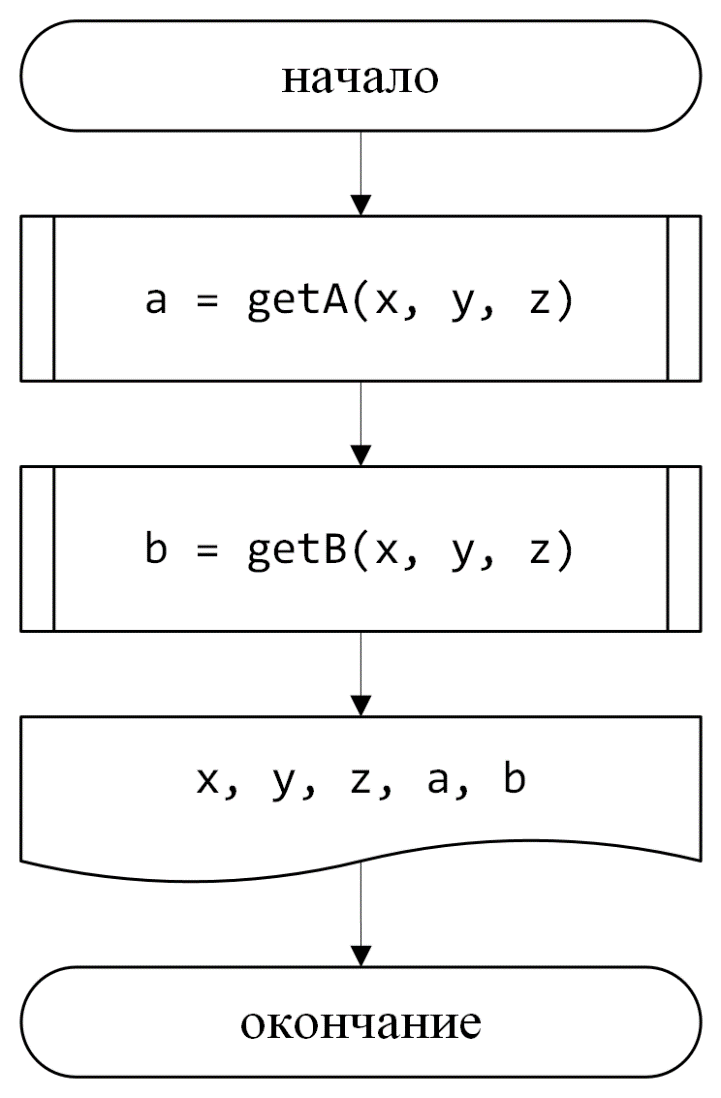 начало
a = getA(x, y, z)
b = getB(x, y, z)
x, y, z, a, b
окончание